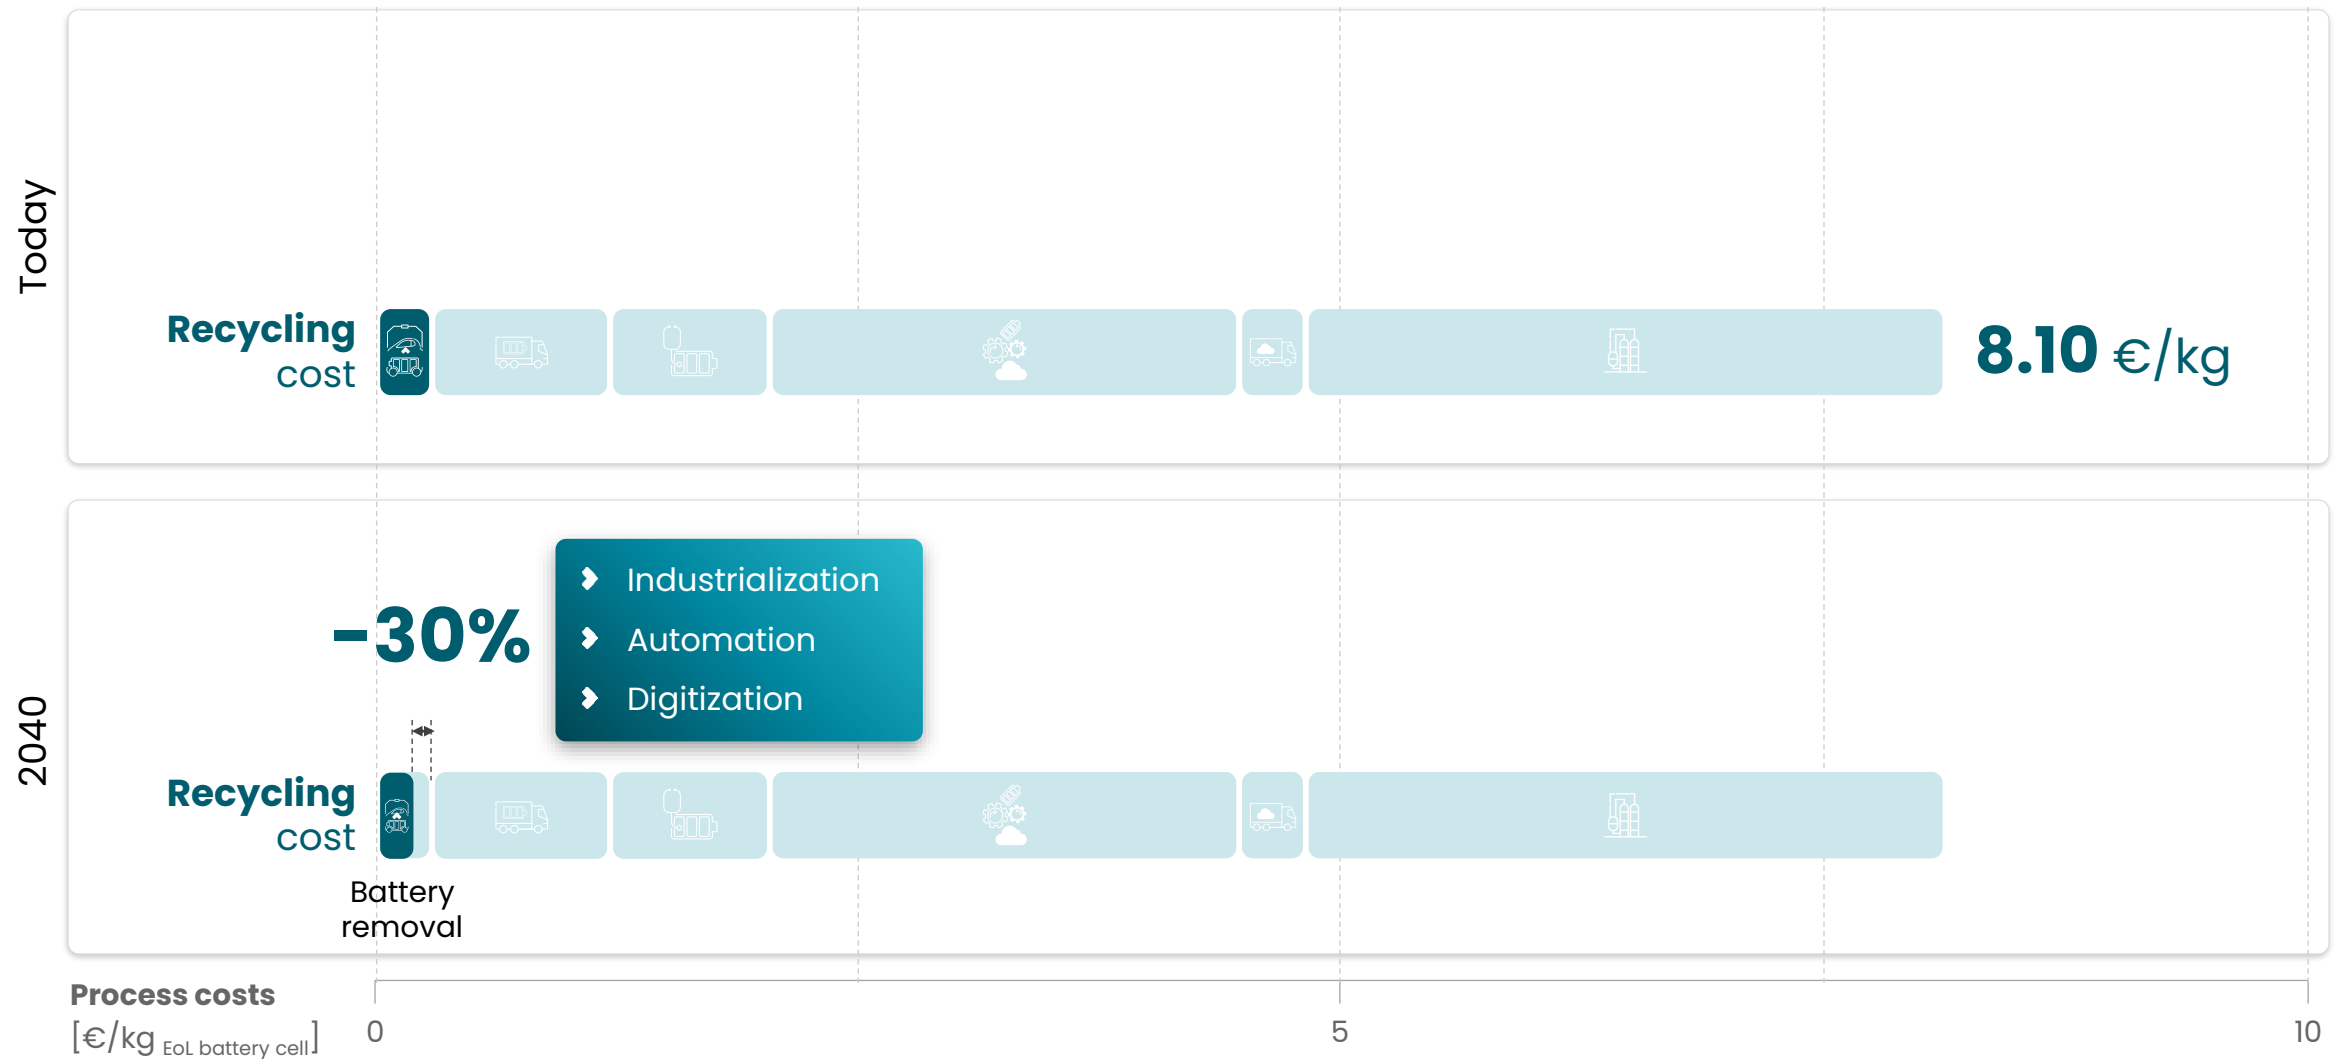 Today
Recycling
cost
8.10 €/kg
2040
-30%
Industrialization
Automation
Digitization
Recycling
cost
Battery
removal
Process costs
[€/kg EoL battery cell]
0
5
10